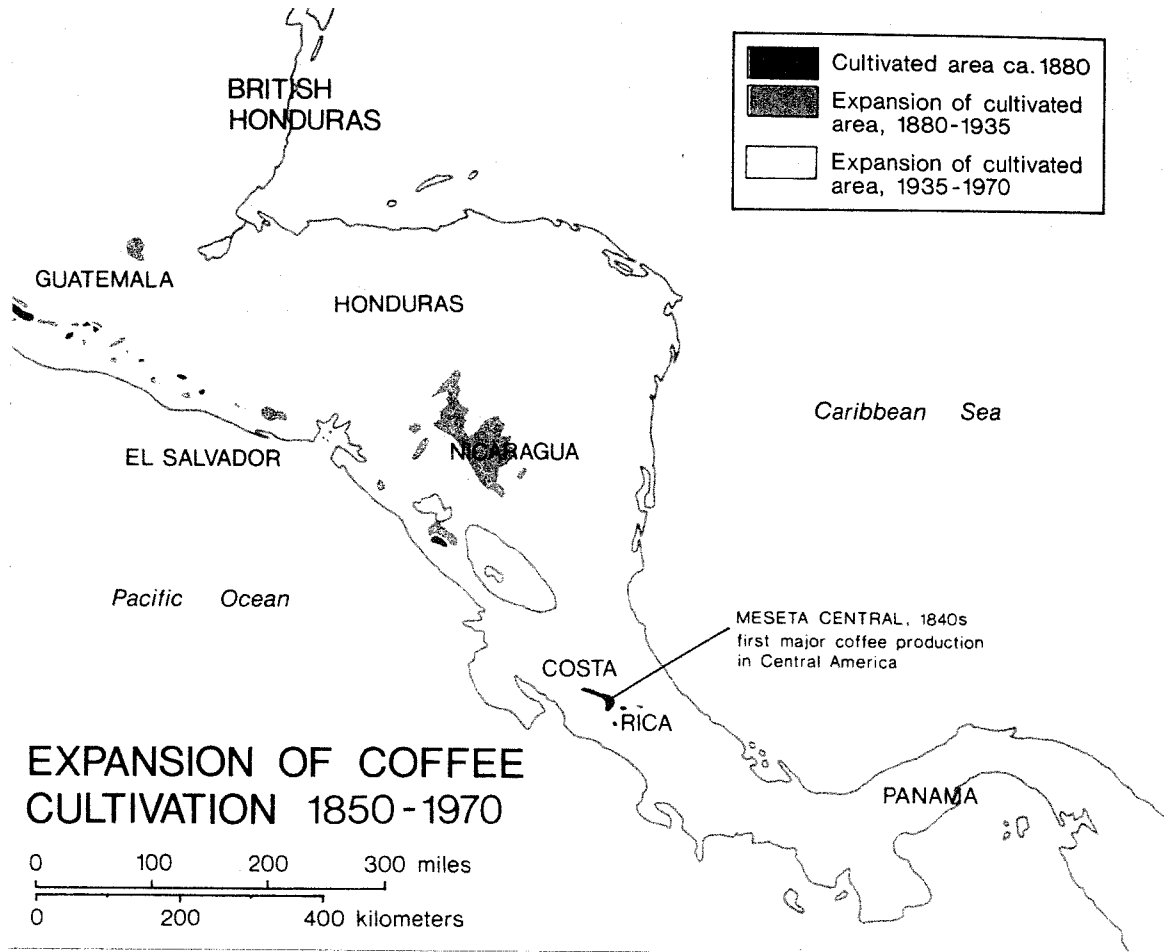 BRITISH
HONDURAS
Cultivated area ca. 1880
Expansion of cultivated
area, 1880-1935
Expansion of cultivated
area, 1935-1970
GUATEMALA
HONDURAS
Caribbean Sea
NICARAGUA
EL SALVADOR
Pacific Ocean
MESETA CENTRAL, 1840s
first major coffee production
in Central America
COSTA
RICA
EXPANSION OF COFFEE
CULTIVATION 1850-1970
PANAMA
0 100 200 300 miles
0 200 400 kilometers